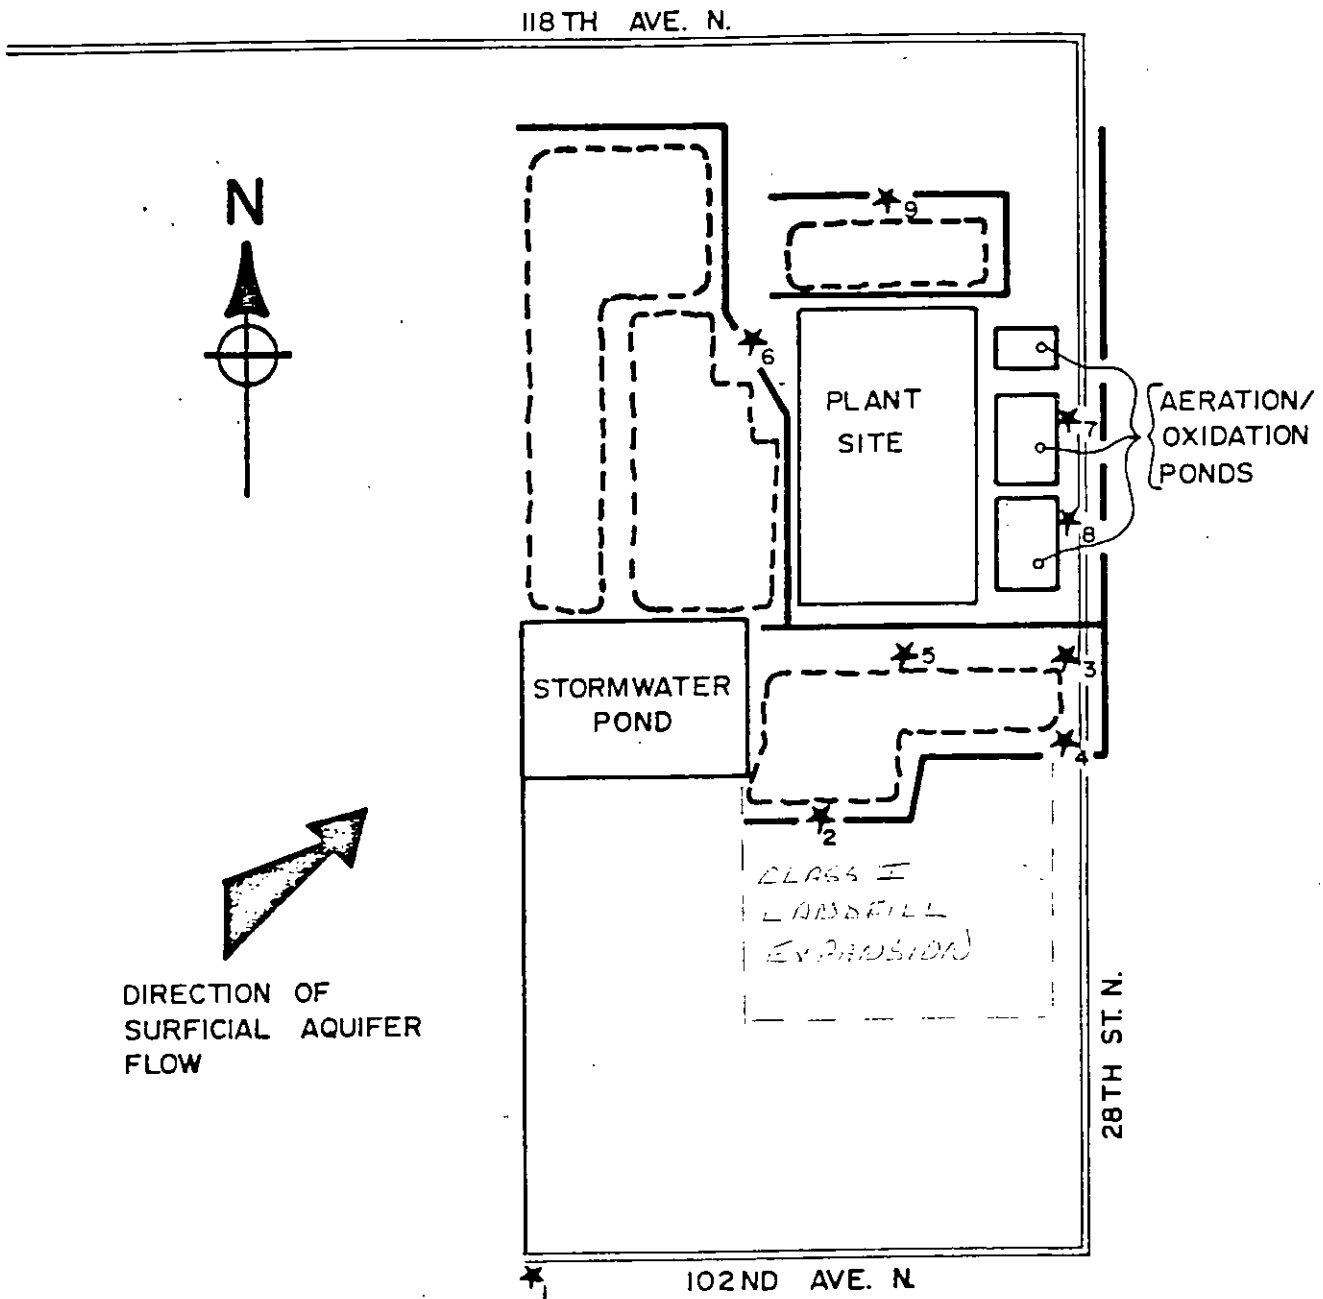 118TH AVE. N.
N
9
6
PLANT
SITE
7
AERATION/
OXIDATION
PONDS
8
5
3
STORMWATER
POND
4
2
CLASS I
LANDFILL
EXPANSION
DIRECTION OF
SURFICIAL AQUIFER
FLOW
28TH ST. N.
102ND AVE. N.
1